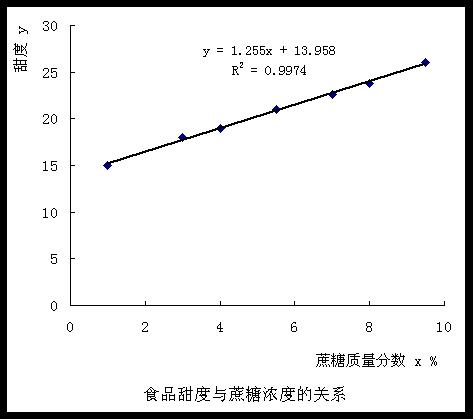 甜度 y
30
25
20
15
10
5
0
y = 1.255x + 13.958
R² = 0.9974
0 2 4 6 8 10
蔗糖质量分数 x %
食品甜度与蔗糖浓度的关系